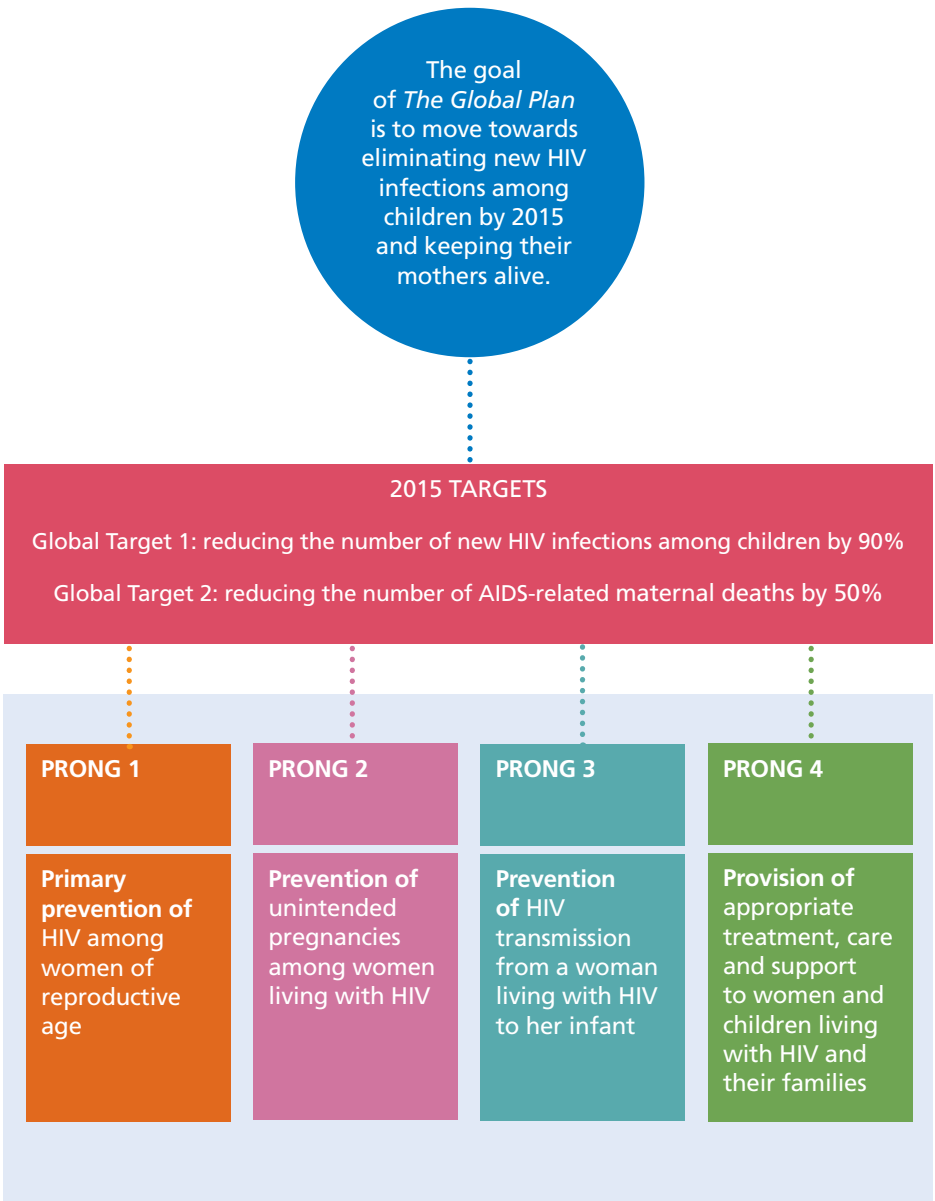 The goal
of The Global Plan
is to move towards
eliminating new HIV
infections among
children by 2015
and keeping their
mothers alive.
2015 TARGETS
Global Target 1: reducing the number of new HIV infections among children by 90%
Global Target 2: reducing the number of AIDS-related maternal deaths by 50%
PRONG 1
Primary
prevention of
HIV among
women of
reproductive
age
PRONG 2
Prevention of
unintended
pregnancies
among women
living with HIV
PRONG 3
Prevention
of HIV
transmission
from a woman
living with HIV
to her infant
PRONG 4
Provision of
appropriate
treatment, care
and support
to women and
children living
with HIV and
their families